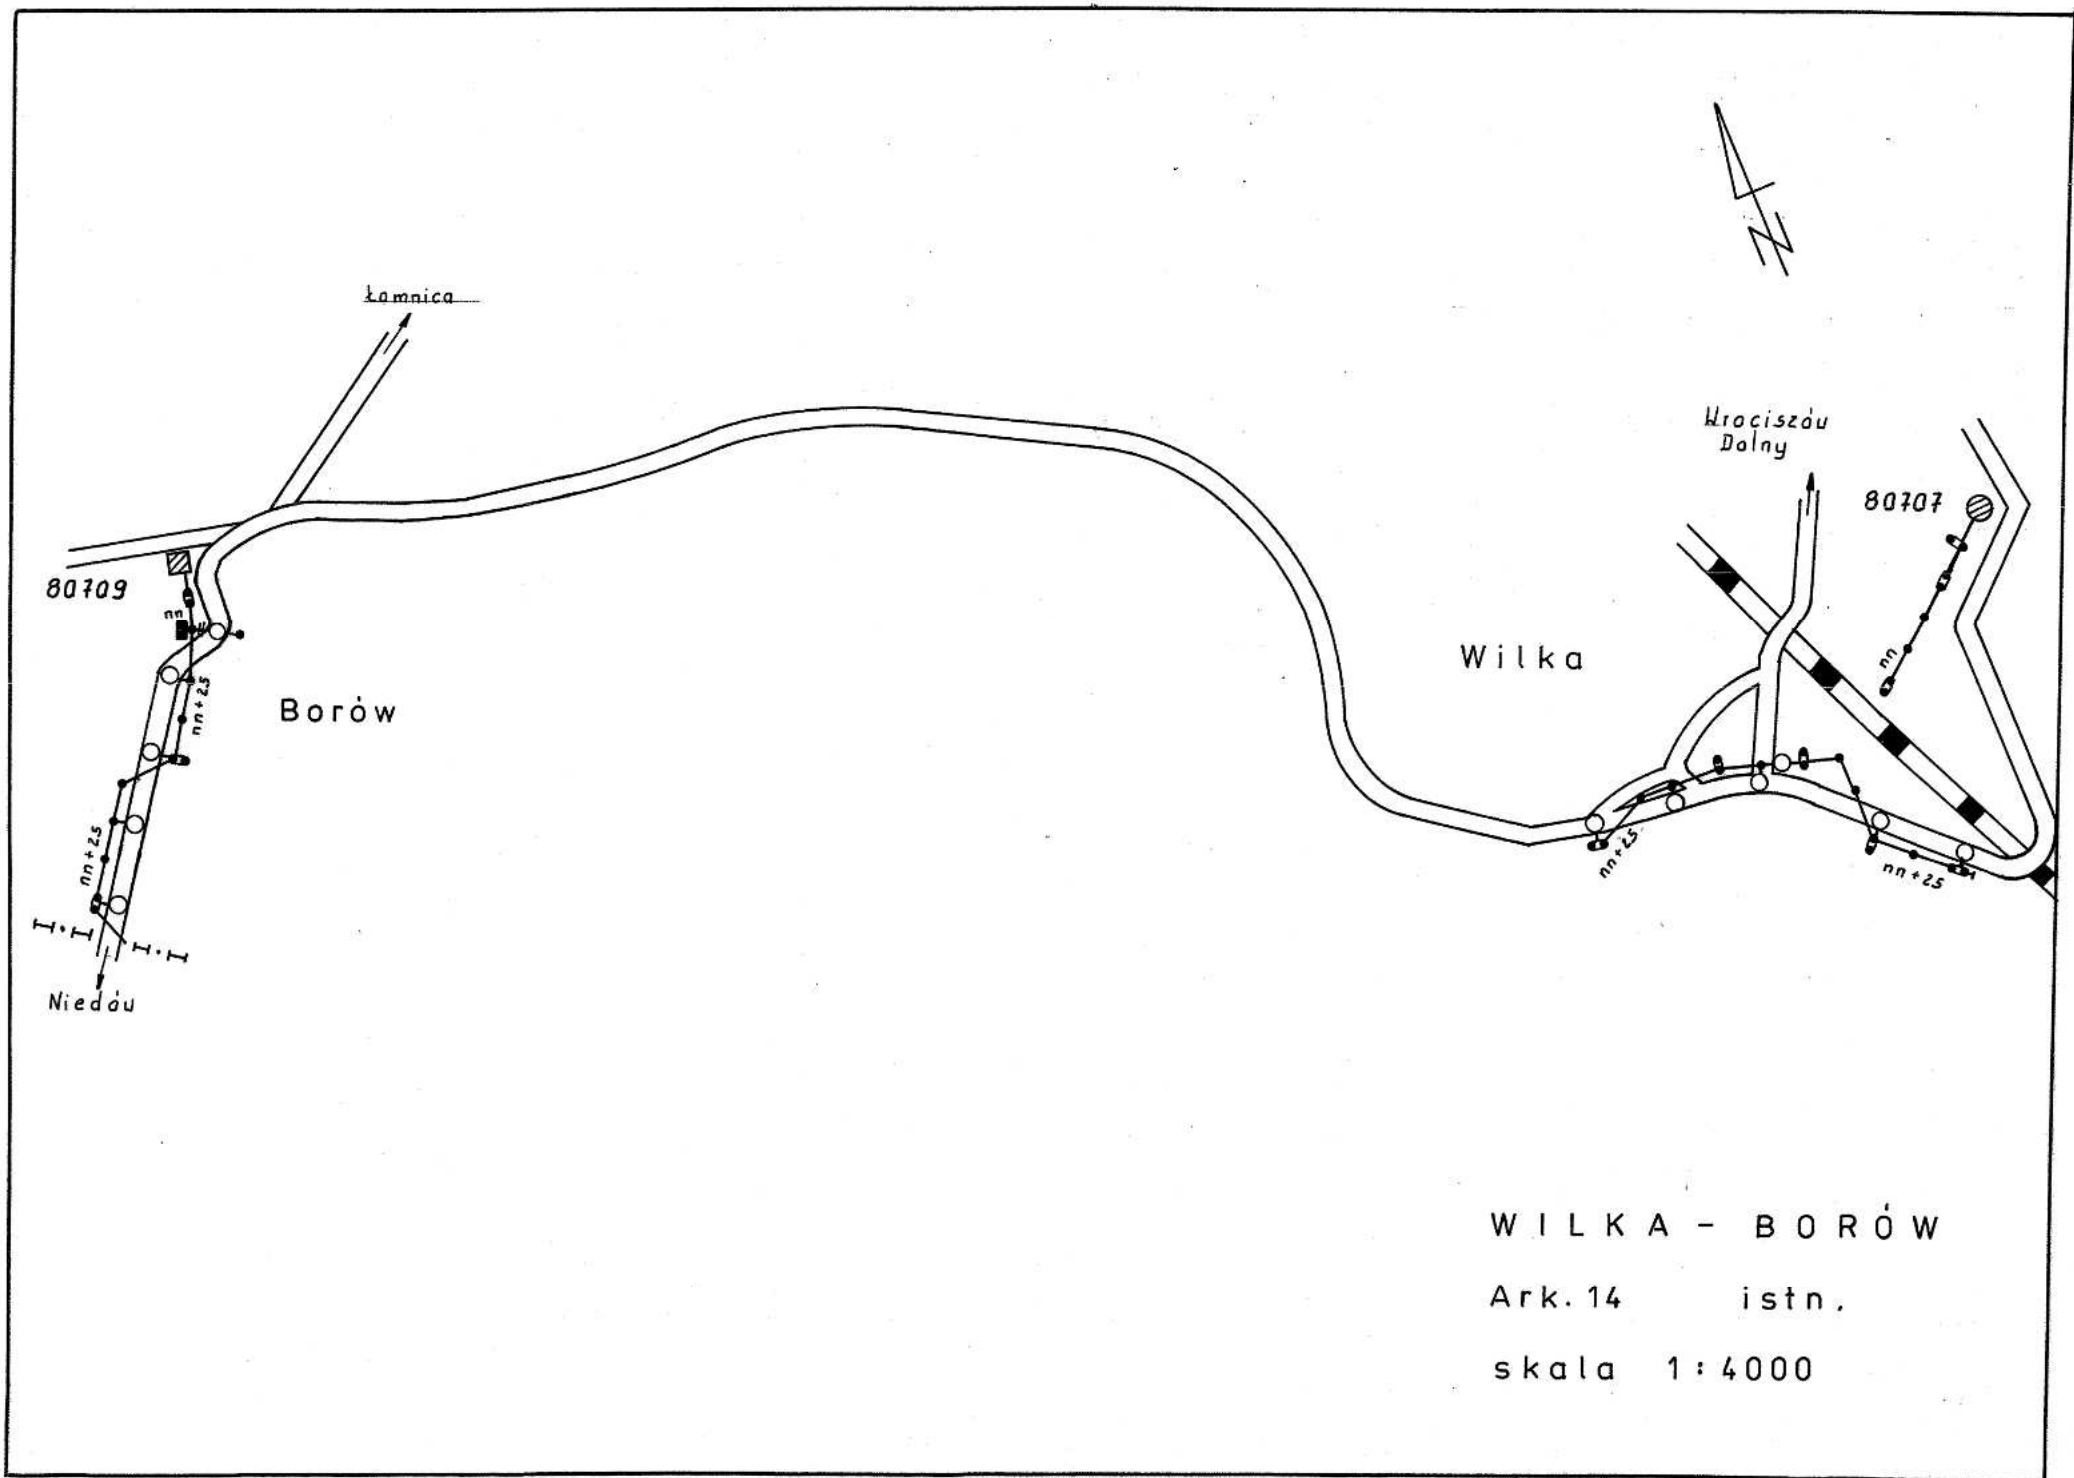 Łomnica
Wrociszów
Dolny
80707
80709
nn
nn
Wilka
nn+25
Borów
nn+25
nn+25
nn+25
Niedów
N
WILKA - BORÓW
Ark. 14 istn.
skala 1:4000